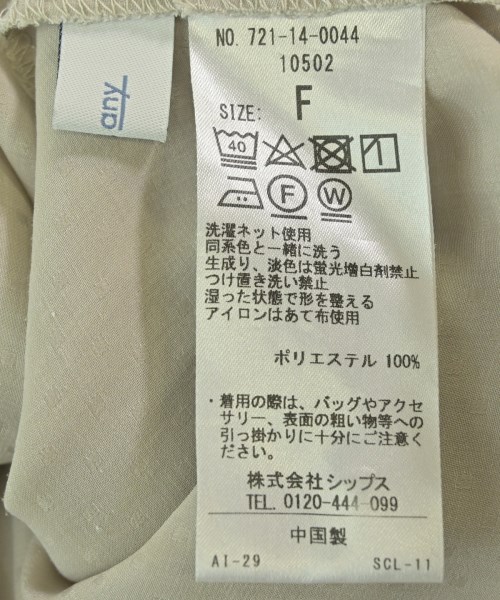 any
NO. 721-14-0044
10502
SIZE: F
40
F W
洗濯ネット使用
同系色と一緒に洗う
生成り、淡色は蛍光増白剤禁止
つけ置き洗い禁止
湿った状態で形を整える
アイロンはあて布使用
ポリエステル 100%
・着用の際は、バッグやアクセ
サリー、表面の粗い物等への
引っ掛かりに十分にご注意く
ださい。
株式会社シップス
TEL. 0120-444-099
中国製
AI-29 SCL-11